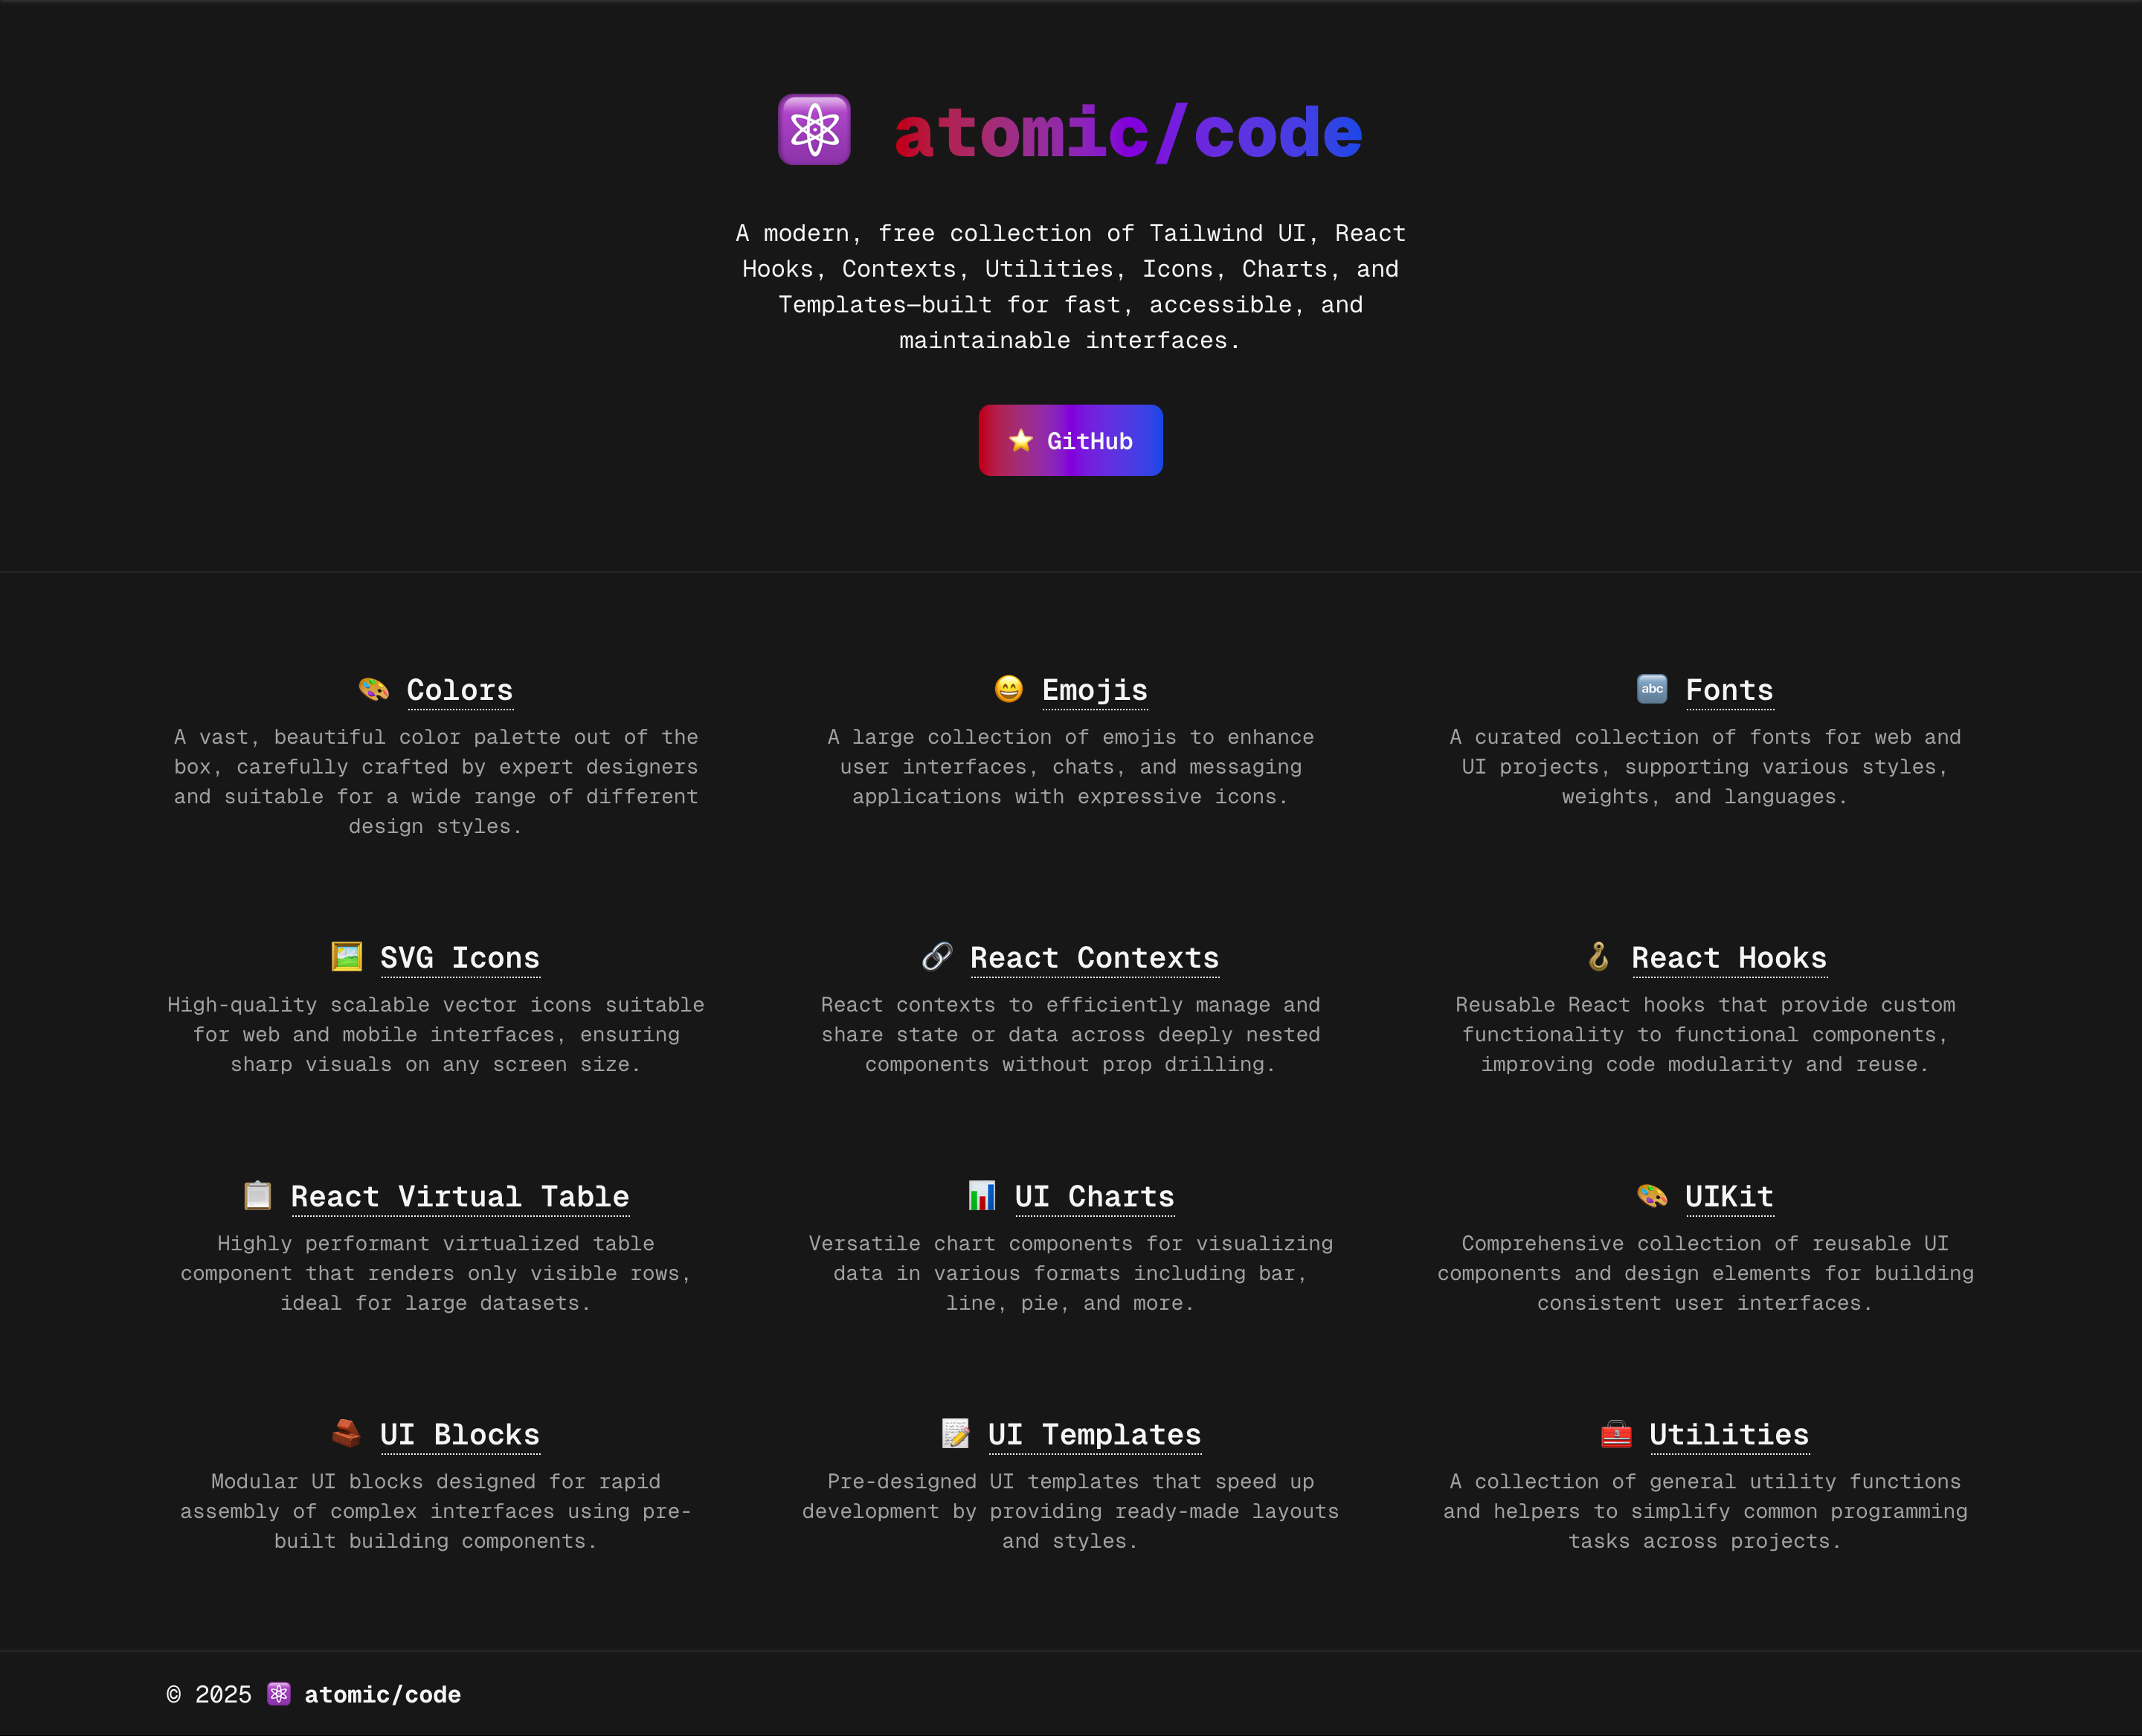 ⚛️ atomic/code
A modern, free collection of Tailwind UI, React
Hooks, Contexts, Utilities, Icons, Charts, and
Templates—built for fast, accessible, and
maintainable interfaces.
⭐ GitHub
🎨 Colors
A vast, beautiful color palette out of the
box, carefully crafted by expert designers
and suitable for a wide range of different
design styles.
😄 Emojis
A large collection of emojis to enhance
user interfaces, chats, and messaging
applications with expressive icons.
🔤 Fonts
A curated collection of fonts for web and
UI projects, supporting various styles,
weights, and languages.
🖼️ SVG Icons
High-quality scalable vector icons suitable
for web and mobile interfaces, ensuring
sharp visuals on any screen size.
🔗 React Contexts
React contexts to efficiently manage and
share state or data across deeply nested
components without prop drilling.
🪝 React Hooks
Reusable React hooks that provide custom
functionality to functional components,
improving code modularity and reuse.
📋 React Virtual Table
Highly performant virtualized table
component that renders only visible rows,
ideal for large datasets.
📊 UI Charts
Versatile chart components for visualizing
data in various formats including bar,
line, pie, and more.
🎨 UIKit
Comprehensive collection of reusable UI
components and design elements for building
consistent user interfaces.
🧱 UI Blocks
Modular UI blocks designed for rapid
assembly of complex interfaces using pre-
built building components.
📝 UI Templates
Pre-designed UI templates that speed up
development by providing ready-made layouts
and styles.
🧰 Utilities
A collection of general utility functions
and helpers to simplify common programming
tasks across projects.
© 2025 ⚛️ atomic/code